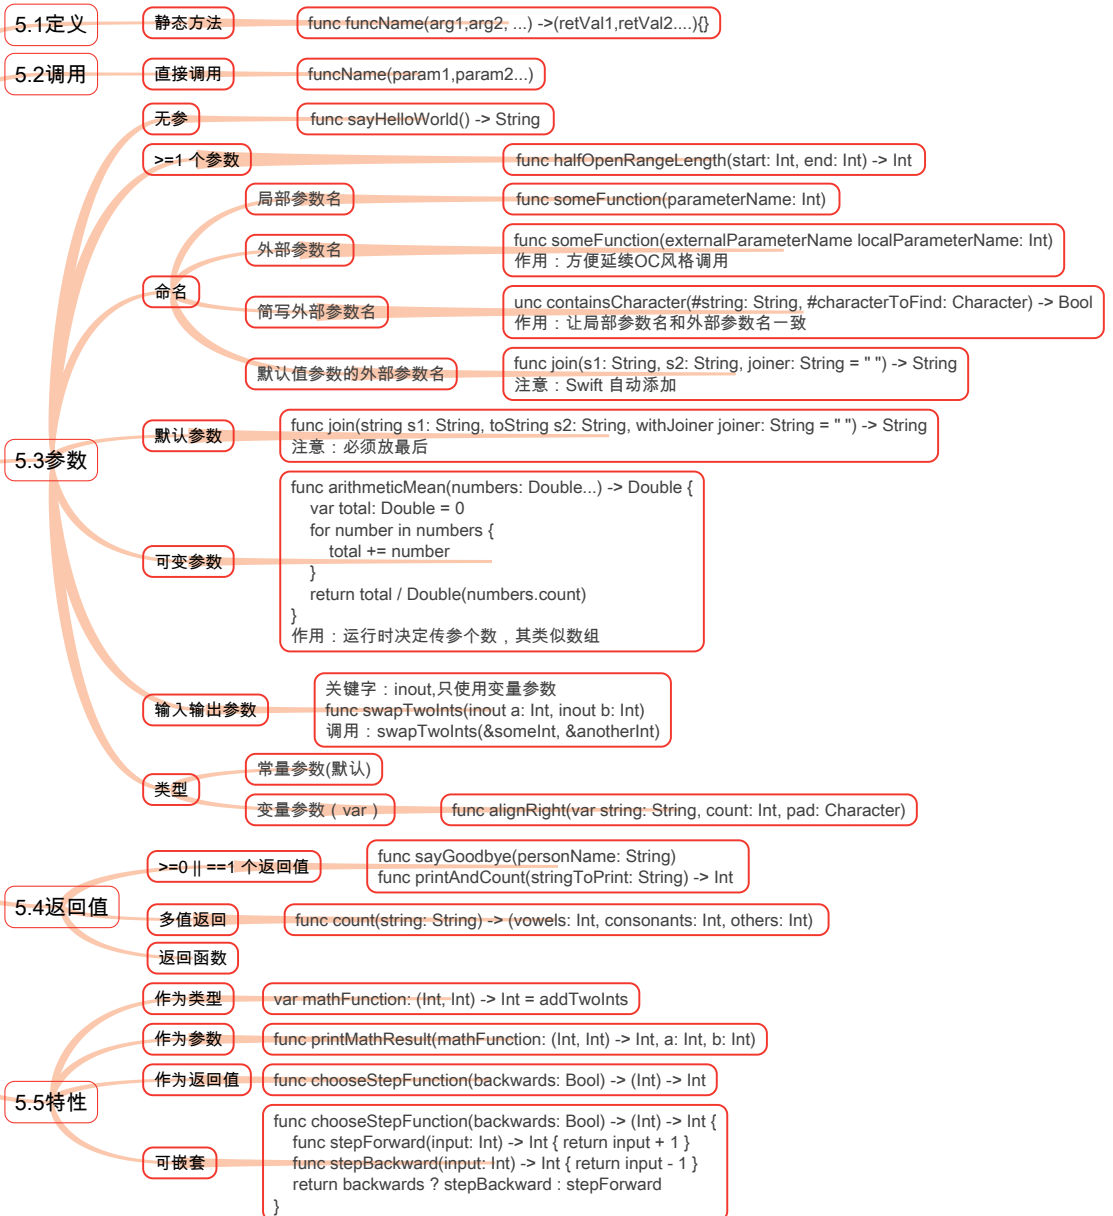 5.1定义
静态方法
func funcName(arg1,arg2, ...) ->(retVal1,retVal2....){}
5.2调用
直接调用
funcName(param1,param2...)
5.3参数
无参
func sayHelloWorld() -> String
>=1 个参数
func halfOpenRangeLength(start: Int, end: Int) -> Int
命名
局部参数名
func someFunction(parameterName: Int)
外部参数名
func someFunction(externalParameterName localParameterName: Int)
作用：方便延续OC风格调用
简写外部参数名
unc containsCharacter(#string: String, #characterToFind: Character) -> Bool
作用：让局部参数名和外部参数名一致
默认值参数的外部参数名
func join(s1: String, s2: String, joiner: String = " ") -> String
注意：Swift 自动添加
默认参数
func join(string s1: String, toString s2: String, withJoiner joiner: String = " ") -> String
注意：必须放最后
可变参数
func arithmeticMean(numbers: Double...) -> Double {
var total: Double = 0
for number in numbers {
total += number
}
return total / Double(numbers.count)
}
作用：运行时决定传参个数，其类似数组
输入输出参数
关键字：inout,只使用变量参数
func swapTwoInts(inout a: Int, inout b: Int)
调用：swapTwoInts(&someInt, &anotherInt)
类型
常量参数(默认)
变量参数（var）
func alignRight(var string: String, count: Int, pad: Character)
5.4返回值
>=0 || ==1 个返回值
func sayGoodbye(personName: String)
func printAndCount(stringToPrint: String) -> Int
多值返回
func count(string: String) -> (vowels: Int, consonants: Int, others: Int)
返回函数
5.5特性
作为类型
var mathFunction: (Int, Int) -> Int = addTwoInts
作为参数
func printMathResult(mathFunction: (Int, Int) -> Int, a: Int, b: Int)
作为返回值
func chooseStepFunction(backwards: Bool) -> (Int) -> Int
可嵌套
func chooseStepFunction(backwards: Bool) -> (Int) -> Int {
func stepForward(input: Int) -> Int { return input + 1 }
func stepBackward(input: Int) -> Int { return input - 1 }
return backwards ? stepBackward : stepForward
}